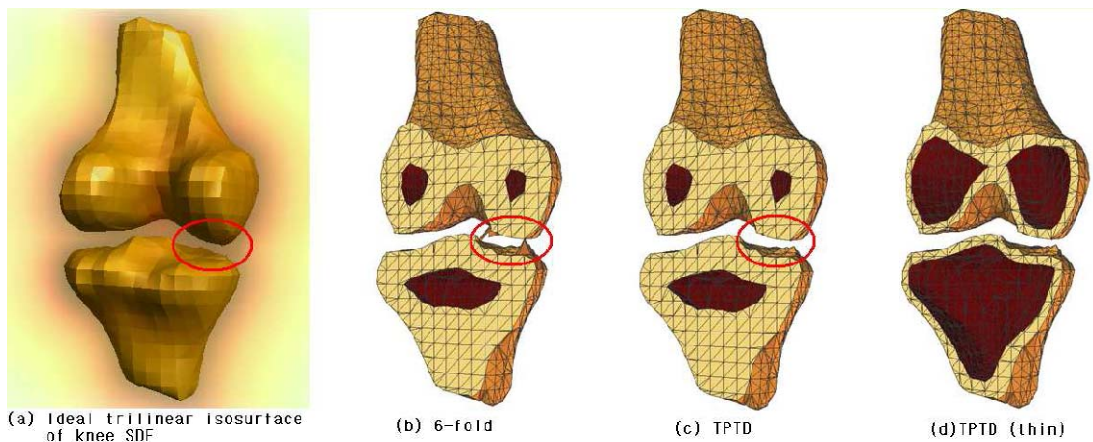 (a) Ideal trilinear isosurface
of knee SDF
(b) 6-fold
(c) TPTD
(d)TPTD (thin)